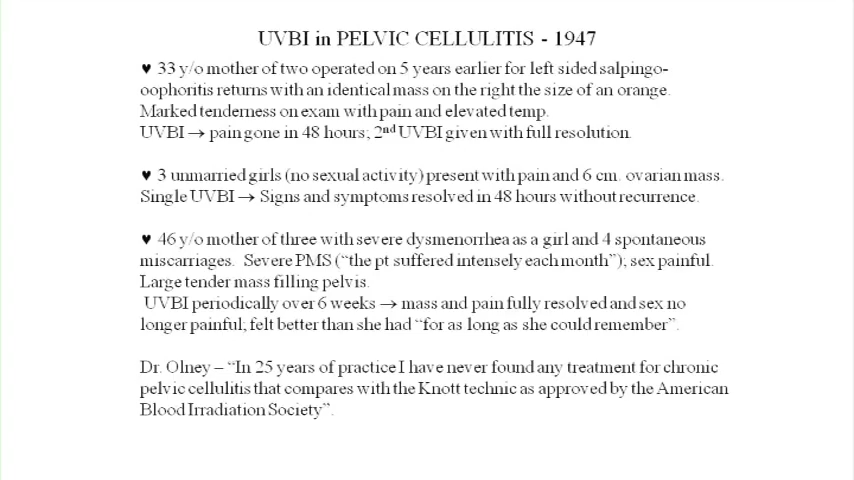 UVBI in PELVIC CELLULITIS - 1947
♥ 33 y/o mother of two operated on 5 years earlier for left sided salpingo-
oophoritis returns with an identical mass on the right the size of an orange.
Marked tenderness on exam with pain and elevated temp.
UVBI → pain gone in 48 hours; 2nd UVBI given with full resolution.
♥ 3 unmarried girls (no sexual activity) present with pain and 6 cm. ovarian mass.
Single UVBI → Signs and symptoms resolved in 48 hours without recurrence.
♥ 46 y/o mother of three with severe dysmenorrhea as a girl and 4 spontaneous
miscarriages. Severe PMS (“the pt suffered intensely each month”); sex painful.
Large tender mass filling pelvis.
UVBI periodically over 6 weeks → mass and pain fully resolved and sex no
longer painful; felt better than she had “for as long as she could remember”.
Dr. Olney – “In 25 years of practice I have never found any treatment for chronic
pelvic cellulitis that compares with the Knott technic as approved by the American
Blood Irradiation Society”.